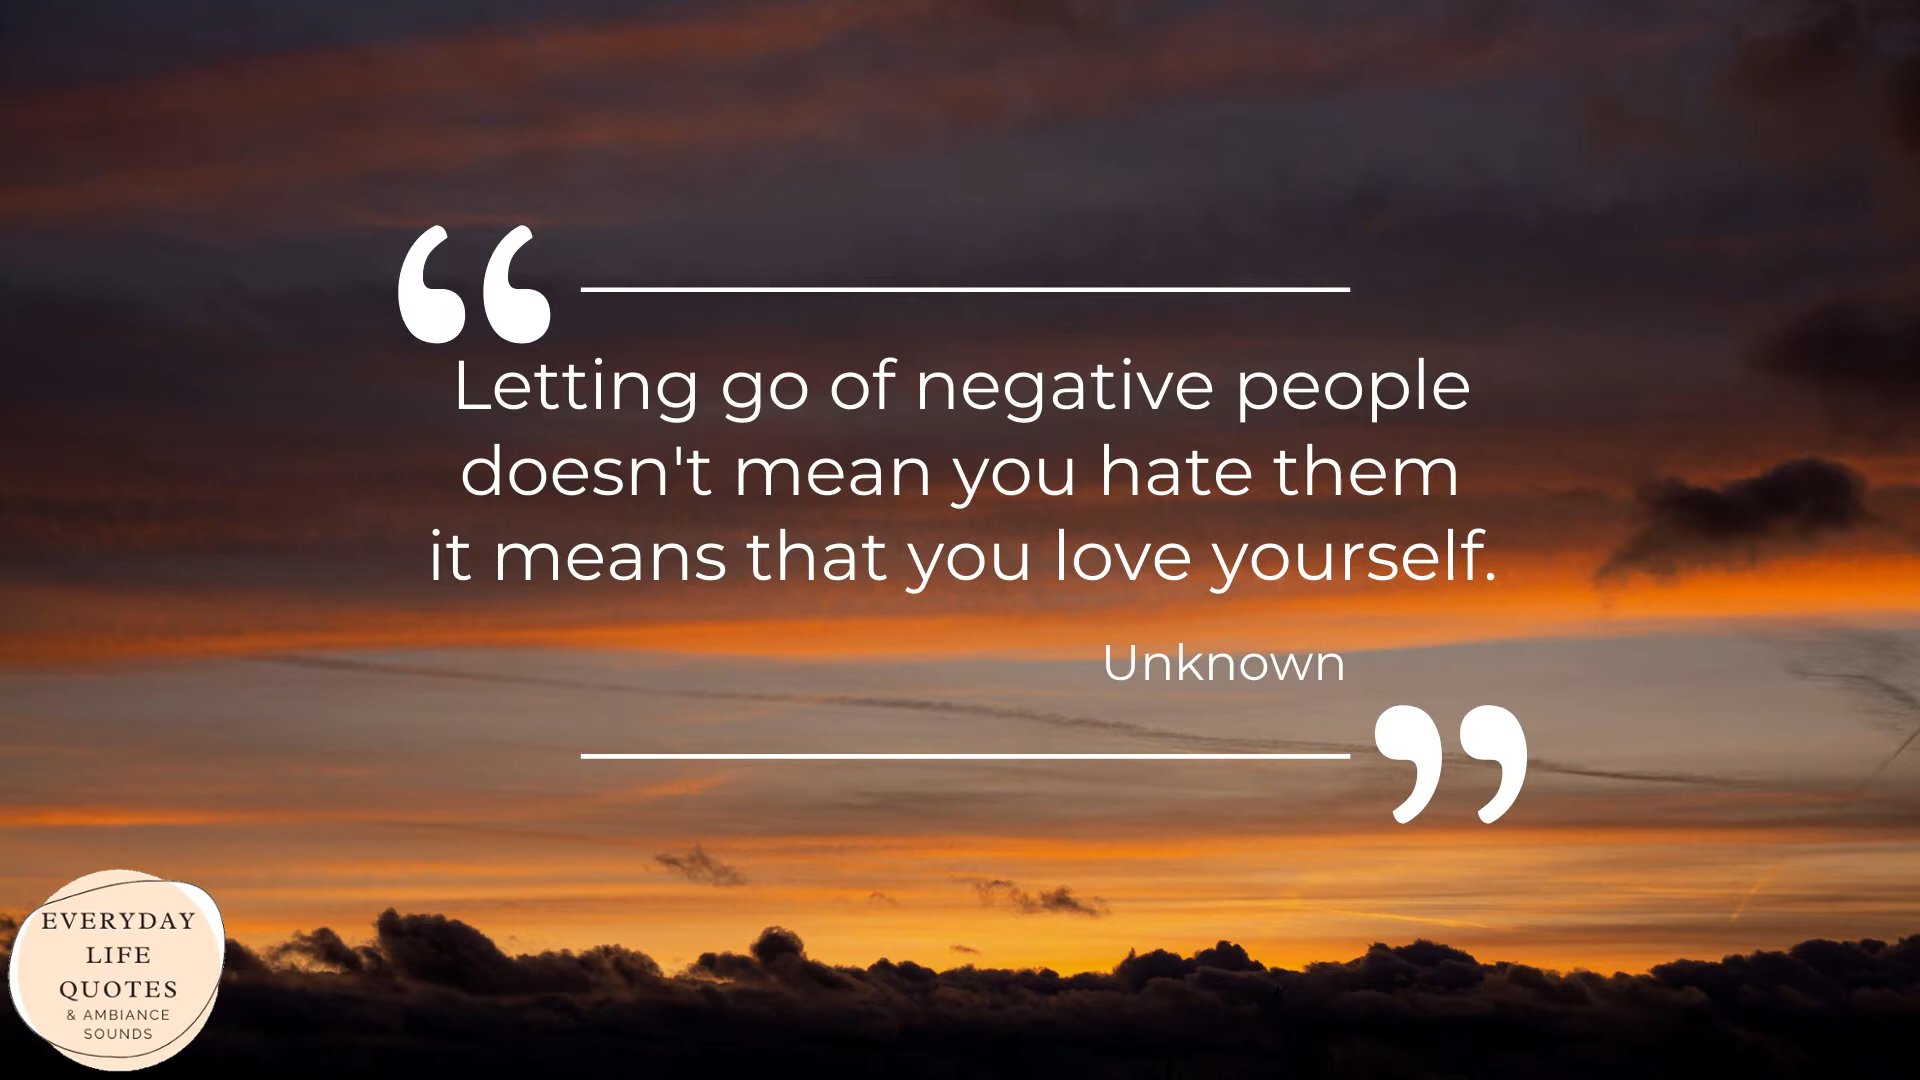 “
Letting go of negative people
doesn't mean you hate them
it means that you love yourself.
Unknown
”
EVERYDAY
LIFE
QUOTES
& AMBIANCE
SOUNDS